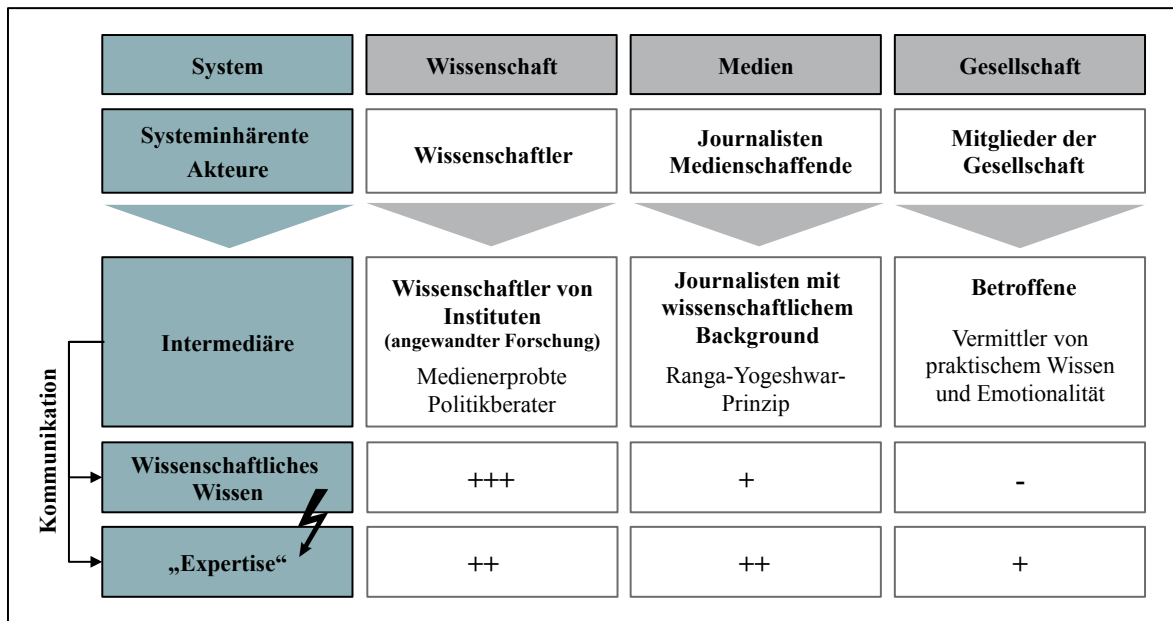 System
Wissenschaft
Medien
Gesellschaft
Systeminhärente
Akteure
Wissenschaftler
Journalisten
Medienschaffende
Mitglieder der
Gesellschaft
Intermediäre
Wissenschaftler von
Instituten
(angewandter Forschung)
Medienerprobte
Politikberater
Journalisten mit
wissenschaftlichem
Background
Ranga-Yogeshwar-
Prinzip
Betroffene
Vermittler von
praktischem Wissen
und Emotionalität
Kommunikation
Wissenschaftliches
Wissen
+++
+
-
„Expertise“
++
++
+